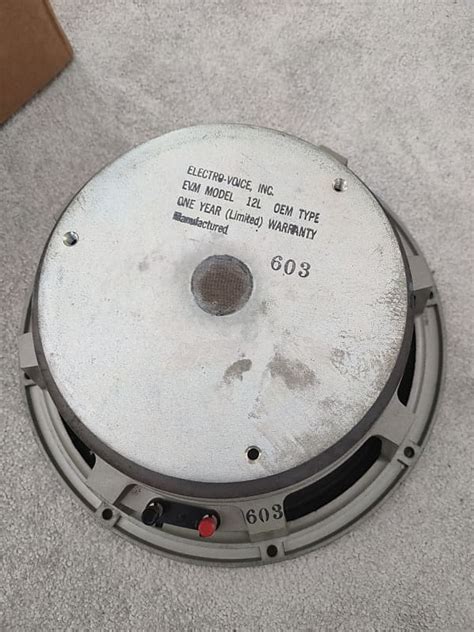 ELECTRO-VOICE, INC.
EVM MODEL 12L OEM TYPE
ONE YEAR (Limited) WARRANTY
Manufactured
603
603